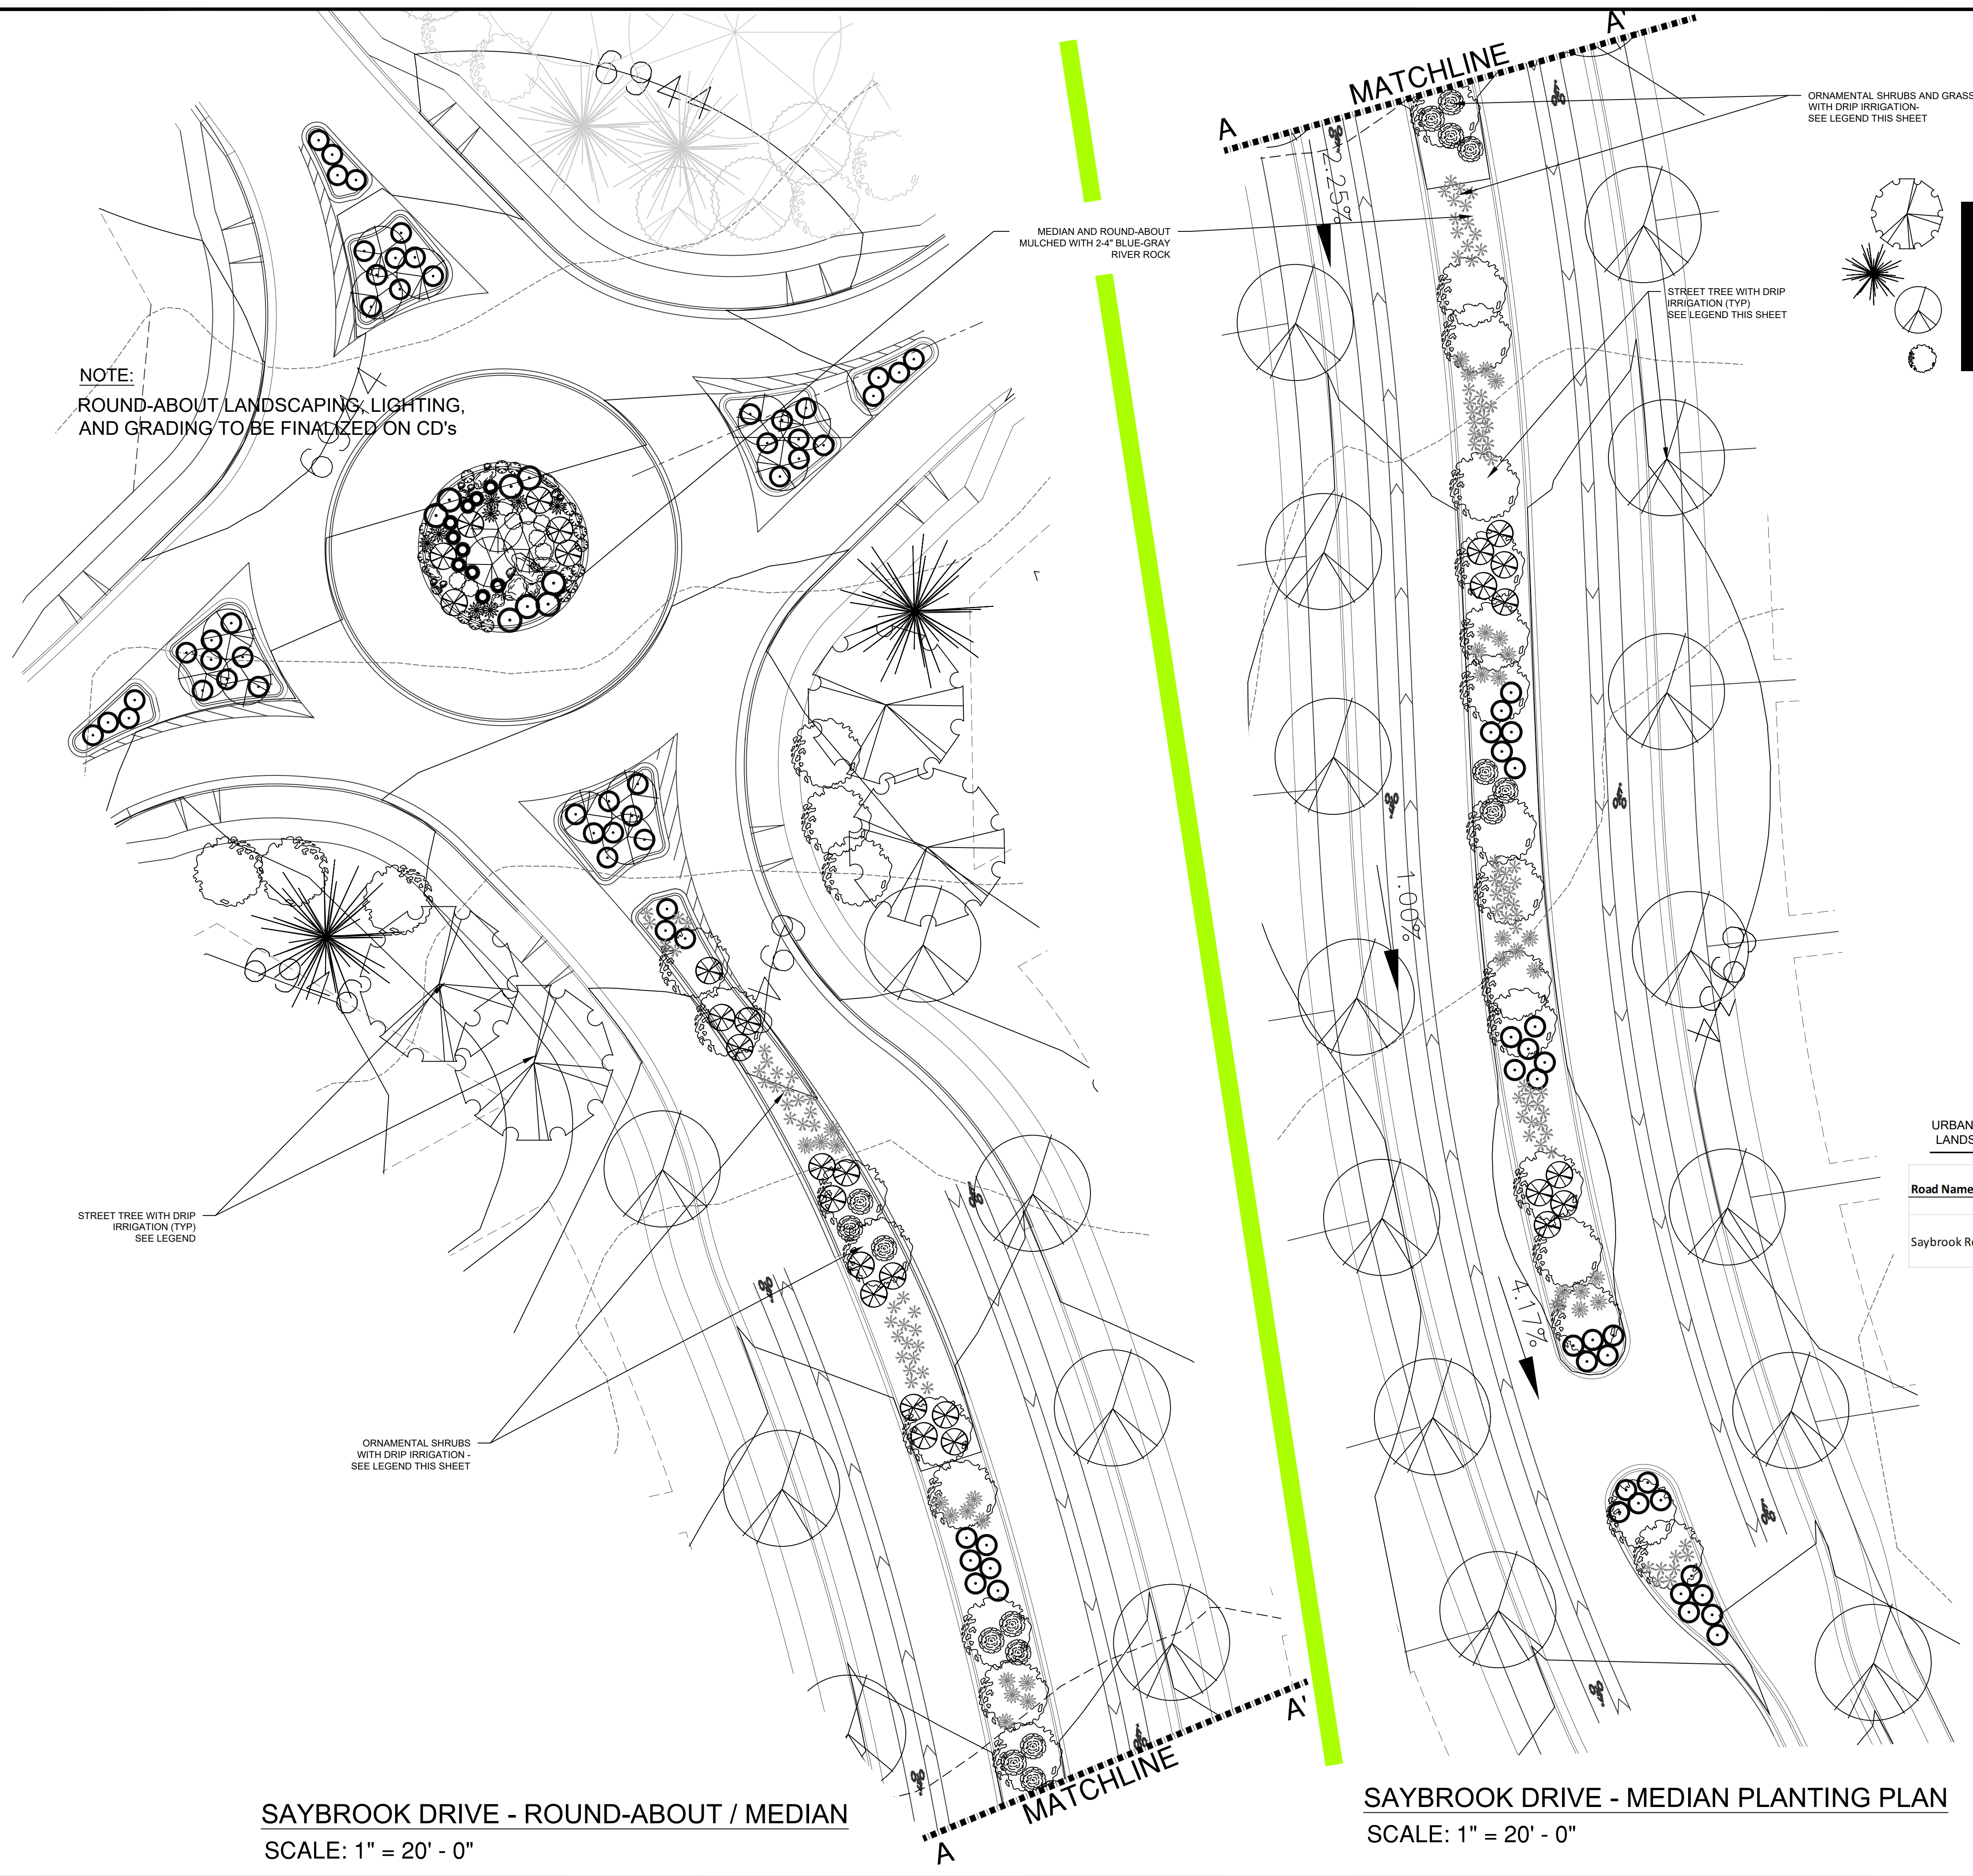 6944
NOTE:
ROUND-ABOUT LANDSCAPING, LIGHTING,
AND GRADING TO BE FINALIZED ON CD's
MEDIAN AND ROUND-ABOUT
MULCHED WITH 2-4" BLUE-GRAY
RIVER ROCK
STREET TREE WITH DRIP
IRRIGATION (TYP)
SEE LEGEND
ORNAMENTAL SHRUBS
WITH DRIP IRRIGATION -
SEE LEGEND THIS SHEET
A
MATCHLINE
A'
SAYBROOK DRIVE - ROUND-ABOUT / MEDIAN
SCALE: 1" = 20' - 0"
A
MATCHLINE
A'
ORNAMENTAL SHRUBS AND GRASS
WITH DRIP IRRIGATION-
SEE LEGEND THIS SHEET
2.25%
STREET TREE WITH DRIP
IRRIGATION (TYP)
SEE LEGEND THIS SHEET
1.00%
4.17%
URBAN
LANDS
Road Name
Saybrook R
SAYBROOK DRIVE - MEDIAN PLANTING PLAN
SCALE: 1" = 20' - 0"